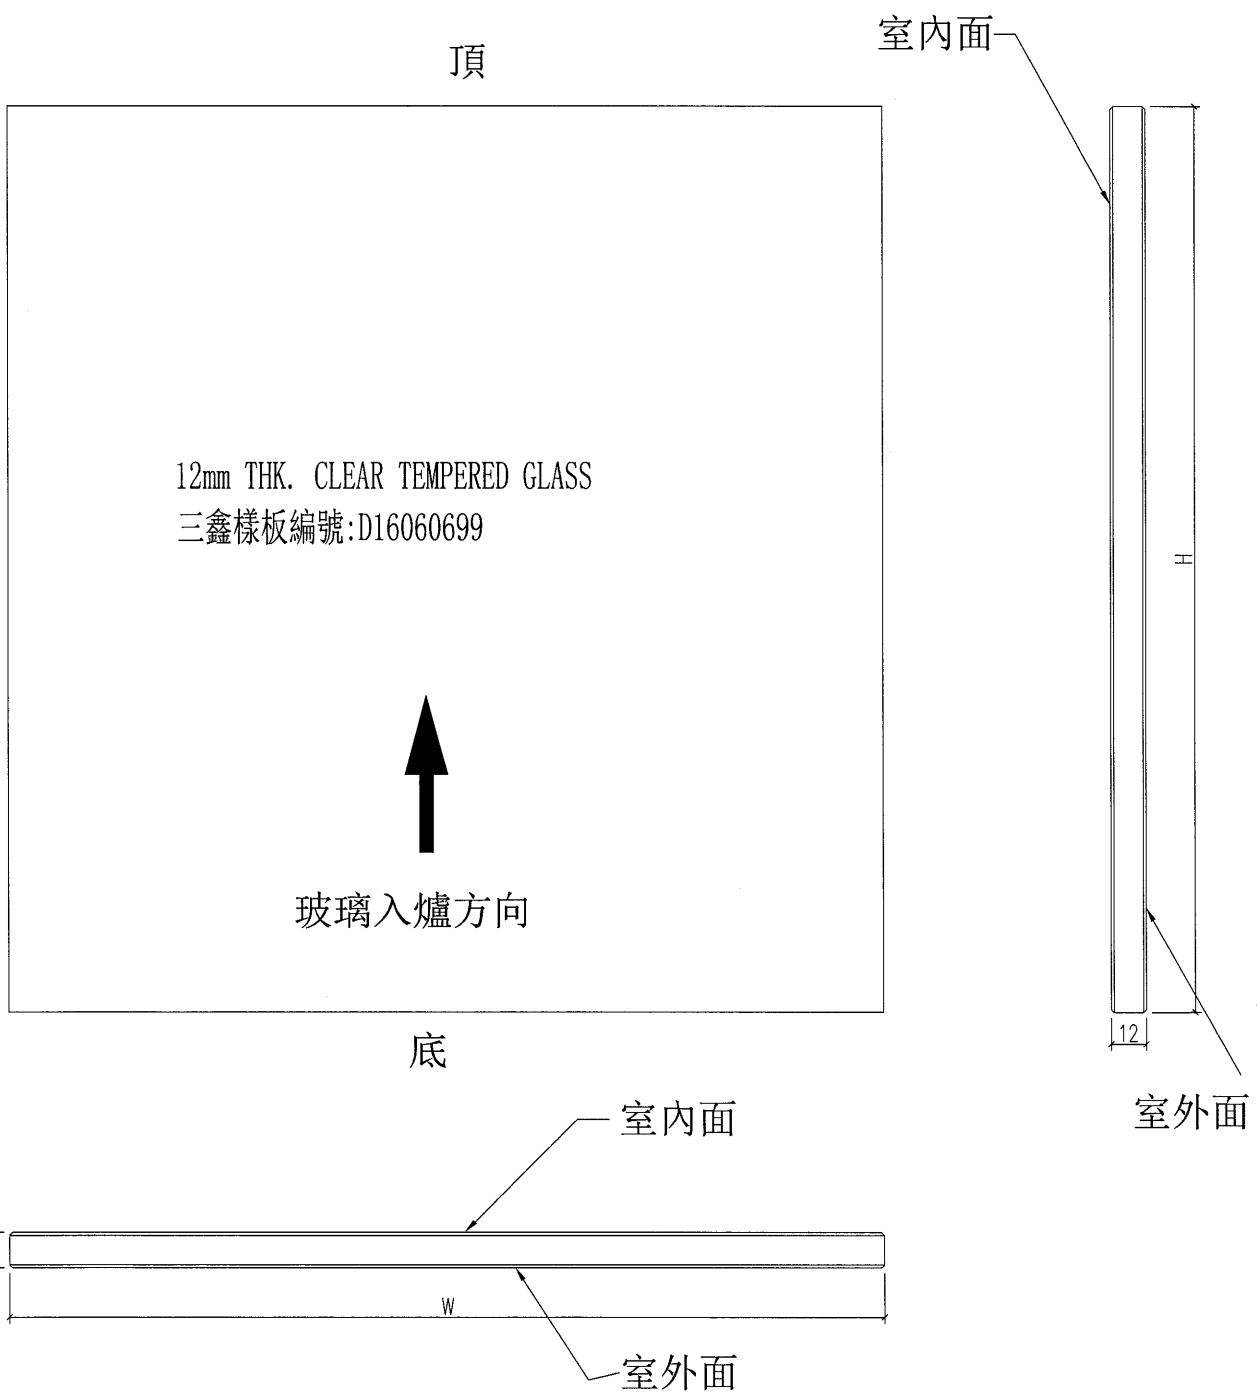 室內面
頂
12mm THK. CLEAR TEMPERED GLASS
三鑫樣板編號:D16060699
H
玻璃入爐方向
底
12
室外面
室內面
W
室外面